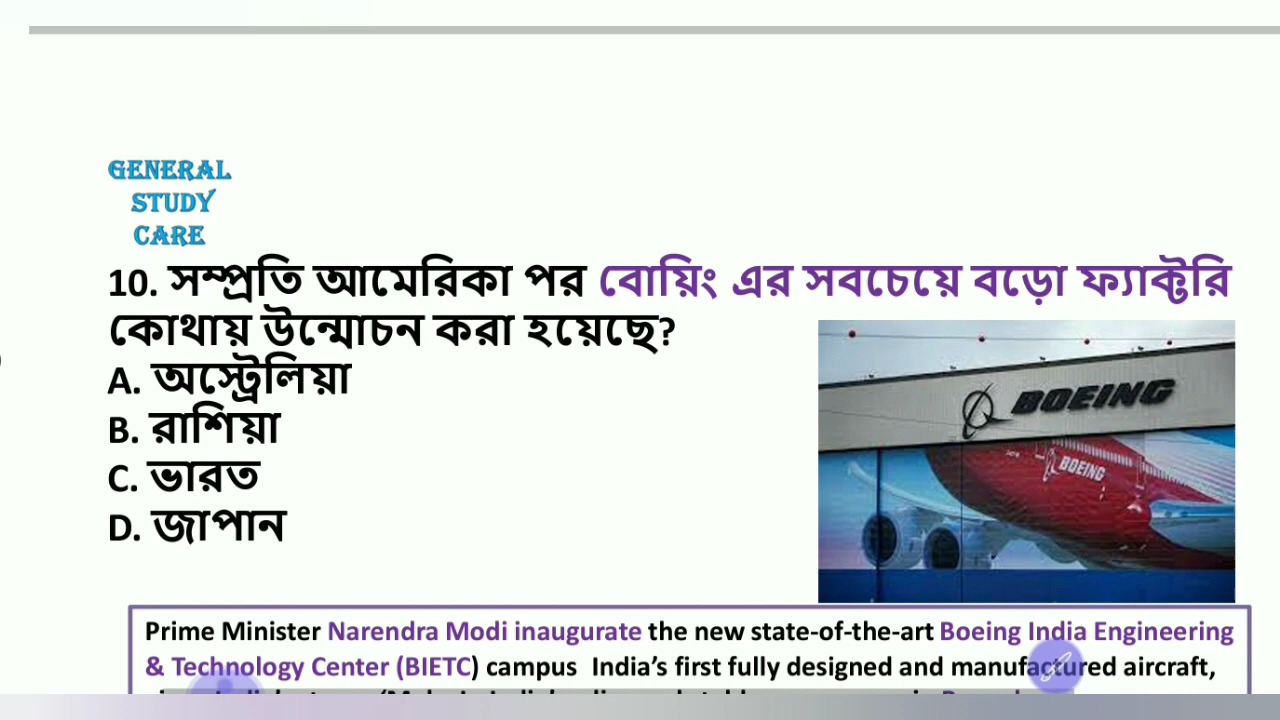 GENERAL
STUDY
CARE
10. সম্প্রতি আমেরিকা পর বোয়িং এর সবচেয়ে বড়ো ফ্যাক্টরি
কোথায় উন্মোচন করা হয়েছে?
A. অস্ট্রেলিয়া
B. রাশিয়া
C. ভারত
D. জাপান
BOEING
BOEING
Prime Minister Narendra Modi inaugurate the new state-of-the-art Boeing India Engineering
& Technology Center (BIETC) campus India's first fully designed and manufactured aircraft,